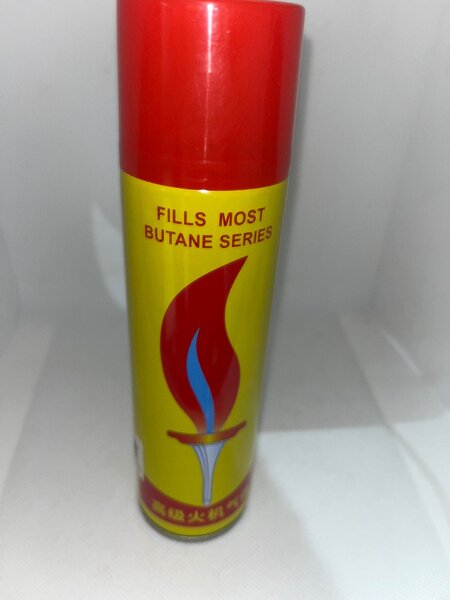 FILLS MOST
BUTANE SERIES
高级火机气